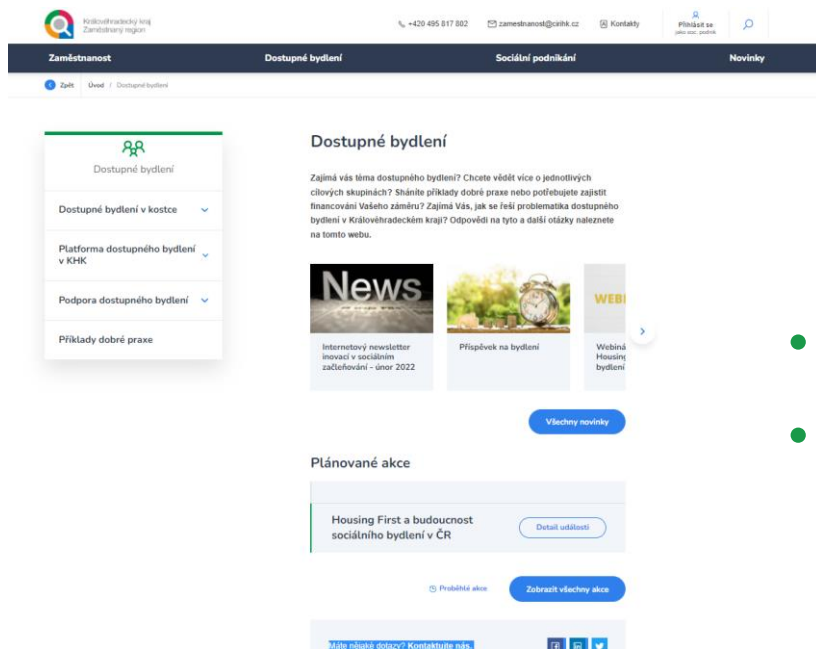 Královéhradecký kraj
Zaměstnaný region
+420 495 817 802
zamestnanost@cirihk.cz
Kontakty
Přihlásit se
jako soc. podnik
Zaměstnanost
Dostupné bydlení
Sociální podnikání
Novinky
Zpět
Úvod / Dostupné bydlení
Dostupné bydlení
Dostupné bydlení v kostce
Platforma dostupného bydlení
v KHK
Podpora dostupného bydlení
Příklady dobré praxe
Dostupné bydlení
Zajímá vás téma dostupného bydlení? Chcete vědět více o jednotlivých
cílových skupinách? Sháníte příklady dobré praxe nebo potřebujete zajistit
financování Vašeho záměru? Zajímá Vás, jak se řeší problematika dostupného
bydlení v Královéhradeckém kraji? Odpovědi na tyto a další otázky naleznete
na tomto webu.
News
Internetový newsletter
inovací v sociálním
začleňování - únor 2022
Příspěvek na bydlení
WEBI
Webiná
Housing
bydlení
Všechny novinky
Plánované akce
Housing First a budoucnost
sociálního bydlení v ČR
Detail události
Proběhlé akce
Zobrazit všechny akce
Máte nějaké dotazy? Kontaktujte nás.